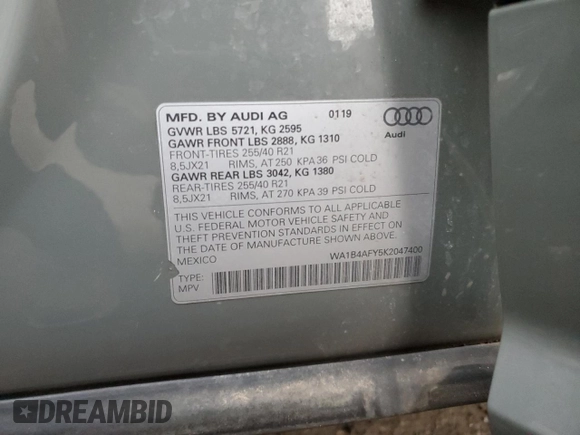 MFD. BY AUDI AG 0119
GVWR LBS 5721, KG 2595
GAWR FRONT LBS 2888, KG 1310
FRONT-TIRES 255/40 R21
8,5JX21 RIMS, AT 250 KPA 36 PSI COLD
GAWR REAR LBS 3042, KG 1380
REAR-TIRES 255/40 R21
8,5JX21 RIMS, AT 270 KPA 39 PSI COLD
Audi
THIS VEHICLE CONFORMS TO ALL APPLICABLE
U.S. FEDERAL MOTOR VEHICLE SAFETY AND
THEFT PREVENTION STANDARDS IN EFFECT ON
THE DATE OF MANUFACTURE SHOWN ABOVE.
MEXICO
WA1B4AFY5K2047400
TYPE:
MPV
DREAMBID